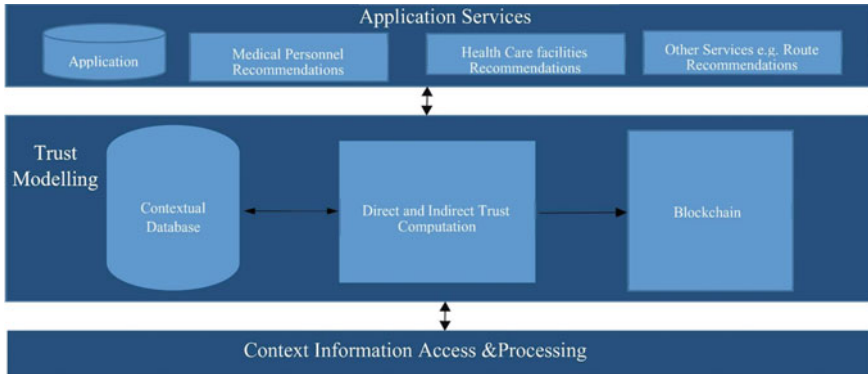 Application Services
Application
Medical Personnel
Recommendations
Health Care facilities
Recommendations
Other Services e.g. Route
Recommendations
Trust
Modelling
Contextual
Database
Direct and Indirect Trust
Computation
Blockchain
Context Information Access &Processing